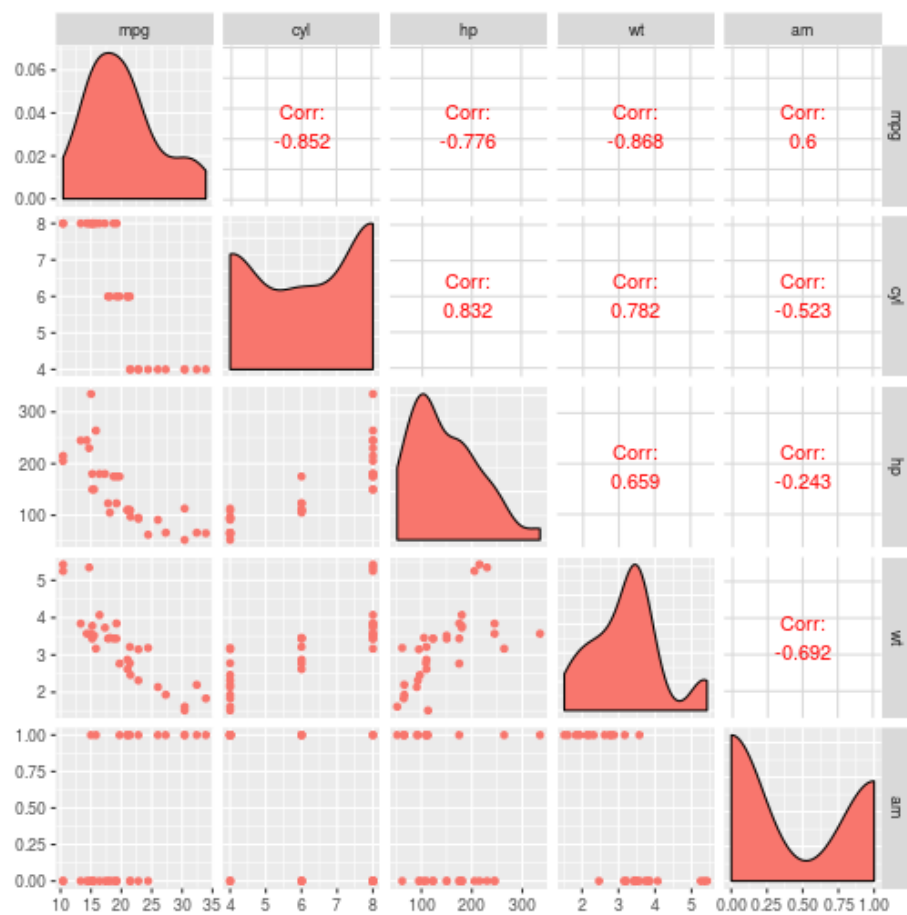 mpg cyl hp wt am
0.06
0.04
0.02
0.00
Corr:
-0.852
Corr:
-0.776
Corr:
-0.868
Corr:
0.6
mpg
8
7
6
5
4
Corr:
0.832
Corr:
0.782
Corr:
-0.523
cyl
300
200
100
Corr:
0.659
Corr:
-0.243
hp
5
4
3
2
Corr:
-0.692
wt
1.00
0.75
0.50
0.25
0.00
am
10 15 20 25 30 35 4 5 6 7 8 100 200 300 2 3 4 5 0.00 0.25 0.50 0.75 1.00